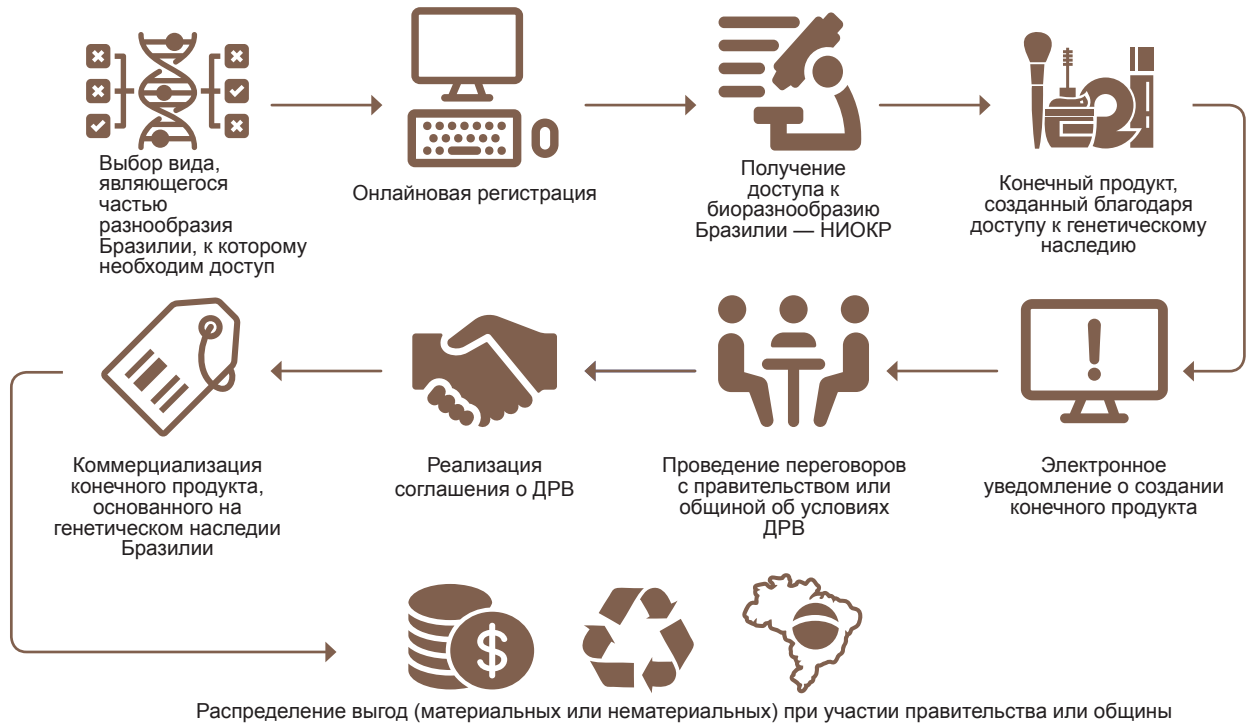 Выбор вида,
являющегося
частью
разнообразия
Бразилии, к которому
необходим доступ
Онлайновая регистрация
Получение
доступа к
биоразнообразию
Бразилии — НИОКР
Конечный продукт,
созданный благодаря
доступу к генетическому
наследию
Электронное
уведомление о создании
конечного продукта
Проведение переговоров
с правительством или
общиной об условиях
ДРВ
Реализация
соглашения о ДРВ
Коммерциализация
конечного продукта,
основанного на
генетическом наследии
Бразилии
$
Распределение выгод (материальных или нематериальных) при участии правительства или общины